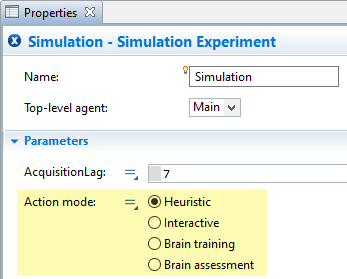 Properties
Simulation - Simulation Experiment
Name: Simulation
Top-level agent: Main
Parameters
AcquisitionLag: 7
Action mode: Heuristic
Interactive
Brain training
Brain assessment